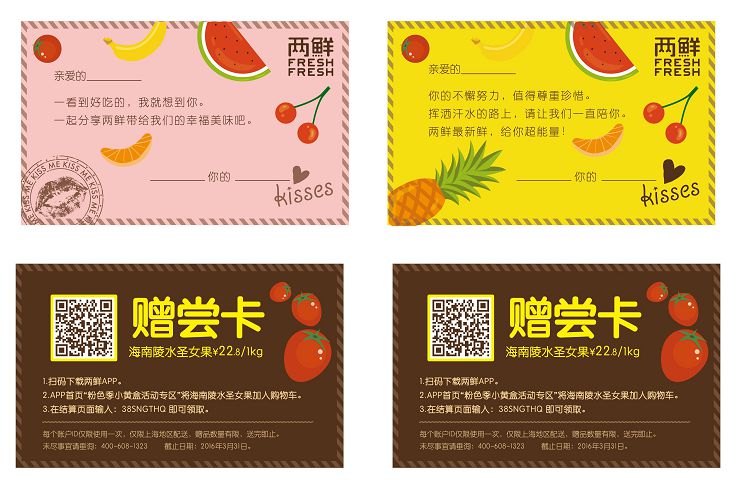 两鲜
FRESH
FRESH
亲爱的
一看到好吃的，我就想到你。
一起分享两鲜带给我们的幸福美味吧。
KISS ME KISS ME KISS ME
你的
kisses
两鲜
FRESH
FRESH
亲爱的
你的不懈努力，值得尊重珍惜。
挥洒汗水的路上，请让我们一直陪你。
两鲜最新鲜，给你超能量！
你的
kisses
赠尝卡
海南陵水圣女果¥22.8/1kg
1.扫码下载两鲜APP。
2.APP首页“粉色季小黄盒活动专区”将海南陵水圣女果加入购物车。
3.在结算页面输入：38SNGTHQ 即可领取。
每个账户ID仅限使用一次，仅限上海地区配送，赠品数量有限，送完即止。
未尽事宜请垂询：400-608-1323 截止日期：2016年3月31日。
赠尝卡
海南陵水圣女果¥22.8/1kg
1.扫码下载两鲜APP。
2.APP首页“粉色季小黄盒活动专区”将海南陵水圣女果加入购物车。
3.在结算页面输入：38SNGTHQ 即可领取。
每个账户ID仅限使用一次，仅限上海地区配送，赠品数量有限，送完即止。
未尽事宜请垂询：400-608-1323 截止日期：2016年3月31日。